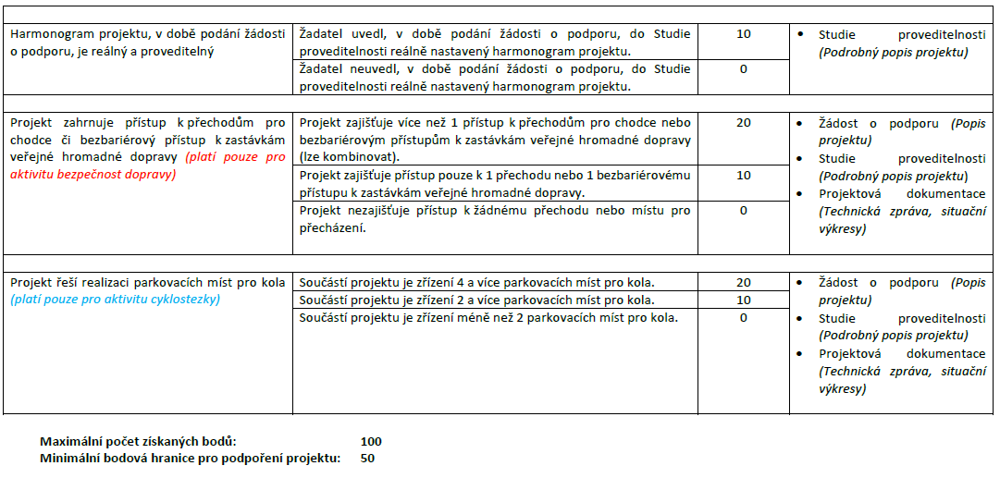 Harmonogram projektu, v době podání žádosti
o podporu, je reálný a proveditelný
Žadatel uvedl, v době podání žádosti o podporu, do Studie
proveditelnosti reálně nastavený harmonogram projektu.
10
Žadatel neuvedl, v době podání žádosti o podporu, do Studie
proveditelnosti reálně nastavený harmonogram projektu.
0
• Studie proveditelnosti
(Podrobný popis projektu)
Projekt zahrnuje přístup k přechodům pro
chodce či bezbariérový přístup k zastávkám
veřejné hromadné dopravy (platí pouze pro
aktivitu bezpečnost dopravy)
Projekt zajišťuje více než 1 přístup k přechodům pro chodce nebo
bezbariérovým přístupům k zastávkám veřejné hromadné dopravy
(lze kombinovat).
20
Projekt zajišťuje přístup pouze k 1 přechodu nebo 1 bezbariérovému
přístupu k zastávkám veřejné hromadné dopravy.
10
Projekt nezajišťuje přístup k žádnému přechodu nebo místu pro
přecházení.
0
• Žádost o podporu (Popis
projektu)
• Studie proveditelnosti
(Podrobný popis projektu)
• Projektová dokumentace
(Technická zpráva, situační
výkresy)
Projekt řeší realizaci parkovacích míst pro kola
(platí pouze pro aktivitu cyklostezky)
Součástí projektu je zřízení 4 a více parkovacích míst pro kola.
20
Součástí projektu je zřízení 2 a více parkovacích míst pro kola.
10
Součástí projektu je zřízení méně než 2 parkovacích míst pro kola.
0
• Žádost o podporu (Popis
projektu)
• Studie proveditelnosti
(Podrobný popis projektu)
• Projektová dokumentace
(Technická zpráva, situační
výkresy)
Maximální počet získaných bodů: 100
Minimální bodová hranice pro podpoření projektu: 50